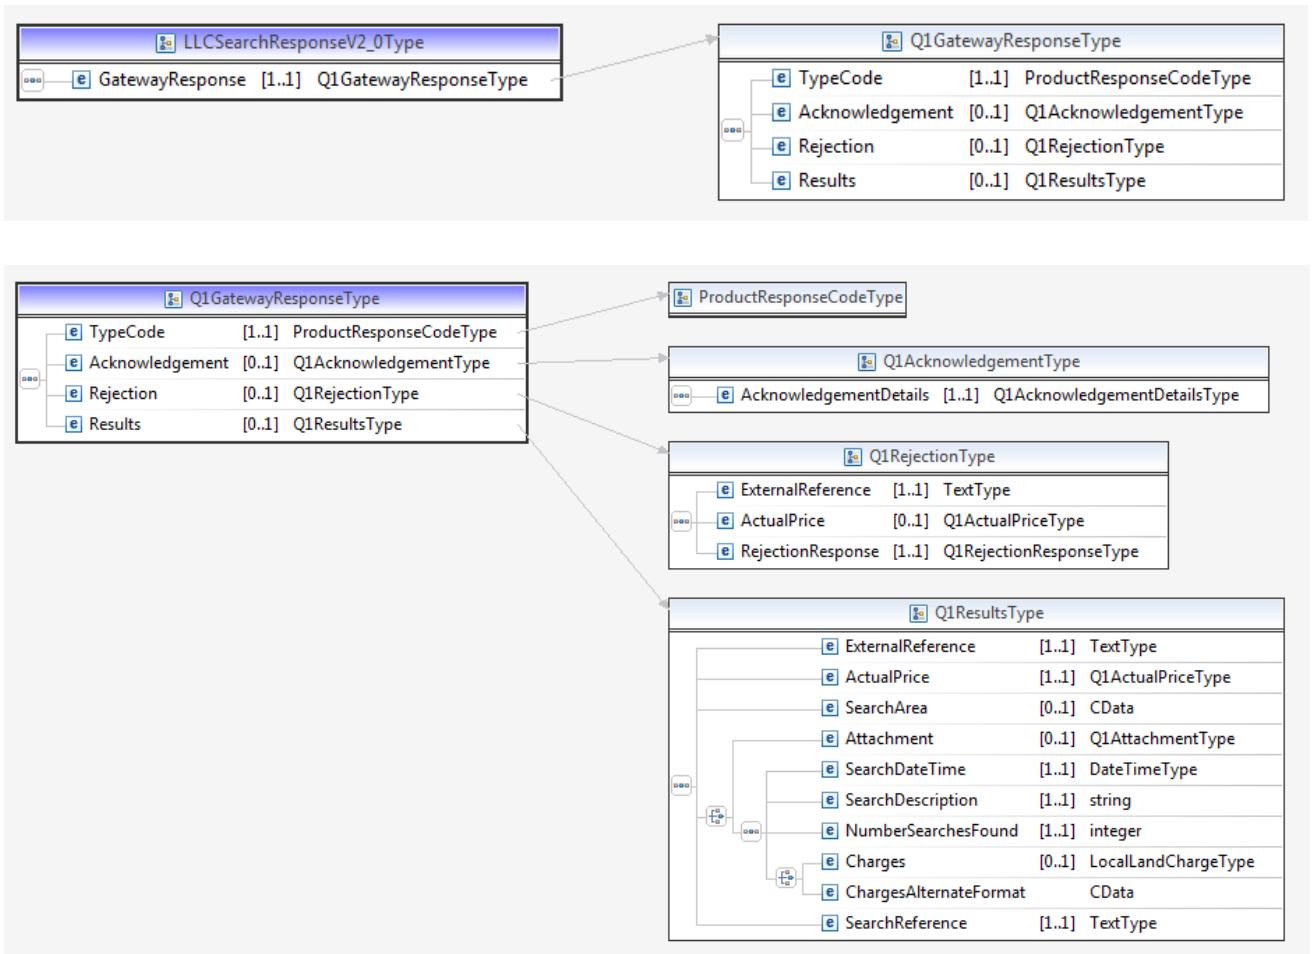 LLCSearchResponseV2_0Type
e GatewayResponse [1..1] Q1GatewayResponseType
Q1GatewayResponseType
e TypeCode [1..1] ProductResponseCodeType
e Acknowledgement [0..1] Q1AcknowledgementType
e Rejection [0..1] Q1RejectionType
e Results [0..1] Q1ResultsType
Q1GatewayResponseType
e TypeCode [1..1] ProductResponseCodeType
e Acknowledgement [0..1] Q1AcknowledgementType
e Rejection [0..1] Q1RejectionType
e Results [0..1] Q1ResultsType
ProductResponseCodeType
Q1AcknowledgementType
e AcknowledgementDetails [1..1] Q1AcknowledgementDetailsType
Q1RejectionType
e ExternalReference [1..1] TextType
e ActualPrice [0..1] Q1ActualPriceType
e RejectionResponse [1..1] Q1RejectionResponseType
Q1ResultsType
e ExternalReference [1..1] TextType
e ActualPrice [1..1] Q1ActualPriceType
e SearchArea [0..1] CData
e Attachment [0..1] Q1AttachmentType
e SearchDateTime [1..1] DateTimeType
e SearchDescription [1..1] string
e NumberSearchesFound [1..1] integer
e Charges [0..1] LocalLandChargeType
e ChargesAlternateFormat CData
e SearchReference [1..1] TextType